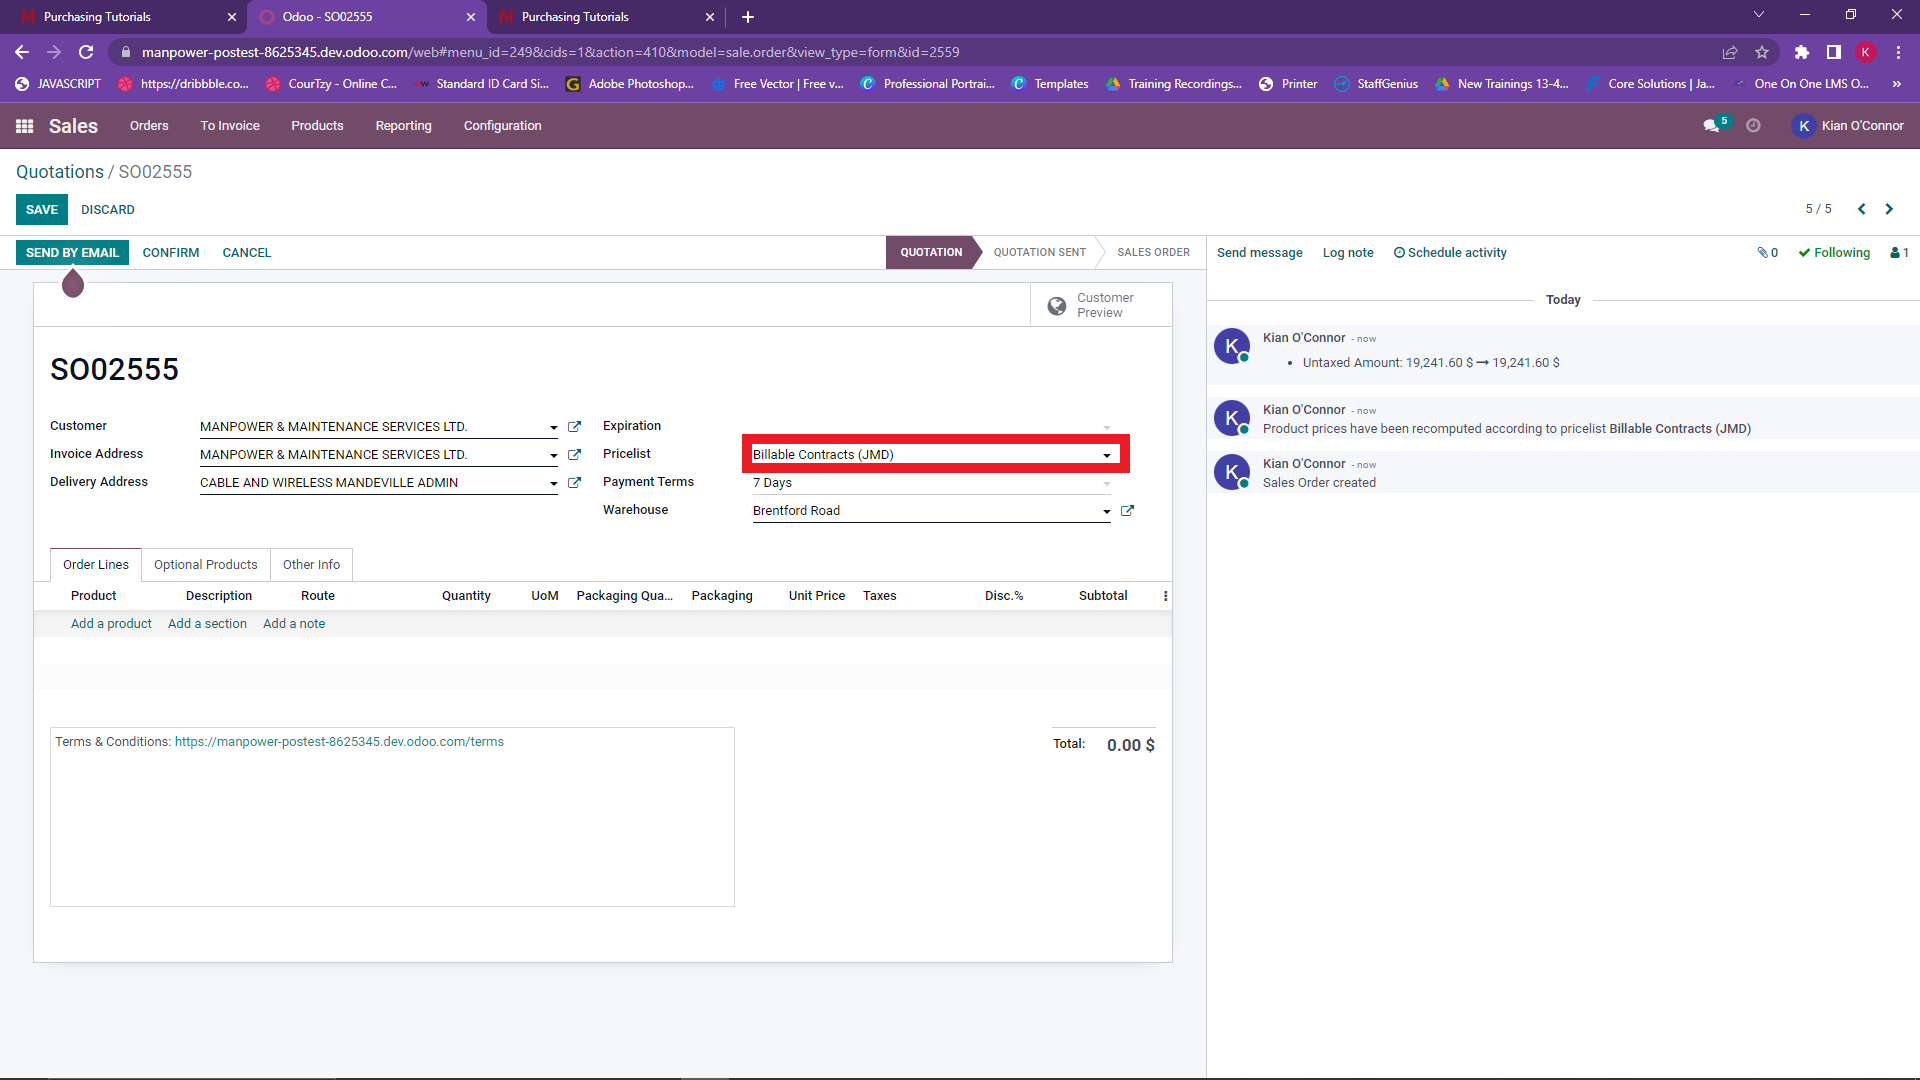 Purchasing Tutorials
Odoo - SO02555
Purchasing Tutorials
manpower-postest-8625345.dev.odoo.com/web#menu_id=249&cids=1&action=410&model=sale.order&view_type=form&id=2559
K
JAVASCRIPT
https://dribbble.co...
CourTzy - Online C...
Standard ID Card Si...
Adobe Photoshop...
Free Vector | Free v...
Professional Portrai...
Templates
Training Recordings...
Printer
StaffGenius
New Trainings 13-4...
Core Solutions | Ja...
One On One LMS O...
»
Sales
Orders
To Invoice
Products
Reporting
Configuration
5
K
Kian O'Connor
Quotations / SO02555
SAVE
DISCARD
5 / 5
SEND BY EMAIL
CONFIRM
CANCEL
QUOTATION
QUOTATION SENT
SALES ORDER
Send message
Log note
Schedule activity
0
Following
1
Customer Preview
Today
SO02555
K
Kian O'Connor - now
• Untaxed Amount: 19,241.60 $ → 19,241.60 $
K
Kian O'Connor - now
Product prices have been recomputed according to pricelist Billable Contracts (JMD)
K
Kian O'Connor - now
Sales Order created
Customer
MANPOWER & MAINTENANCE SERVICES LTD.
Expiration
Invoice Address
MANPOWER & MAINTENANCE SERVICES LTD.
Pricelist
Billable Contracts (JMD)
Delivery Address
CABLE AND WIRELESS MANDEVILLE ADMIN
Payment Terms
7 Days
Warehouse
Brentford Road
Order Lines
Optional Products
Other Info
Product
Description
Route
Quantity
UoM
Packaging Qua...
Packaging
Unit Price
Taxes
Disc.%
Subtotal
Add a product
Add a section
Add a note
Terms & Conditions: https://manpower-postest-8625345.dev.odoo.com/terms
Total:
0.00 $